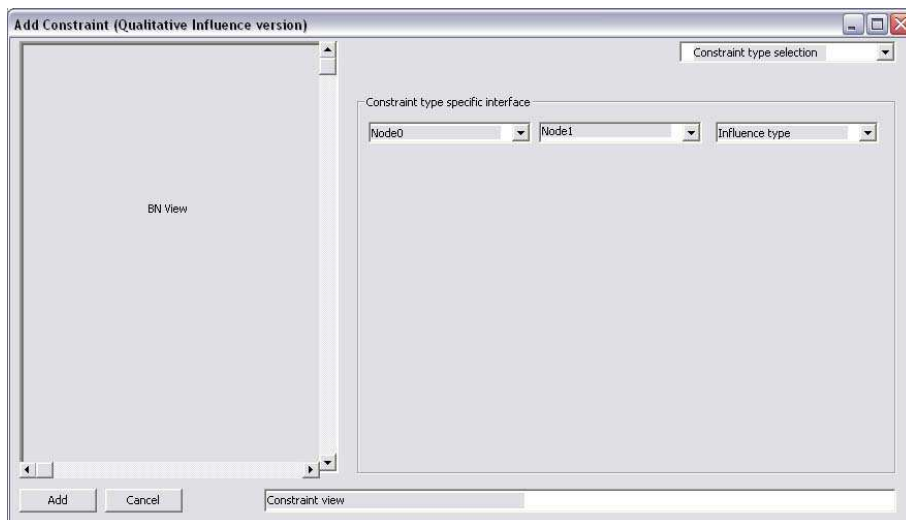 Add Constraint (Qualitative Influence version)
Constraint type selection
Constraint type specific interface
Node0 Node1 Influence type
BN View
Add Cancel Constraint view